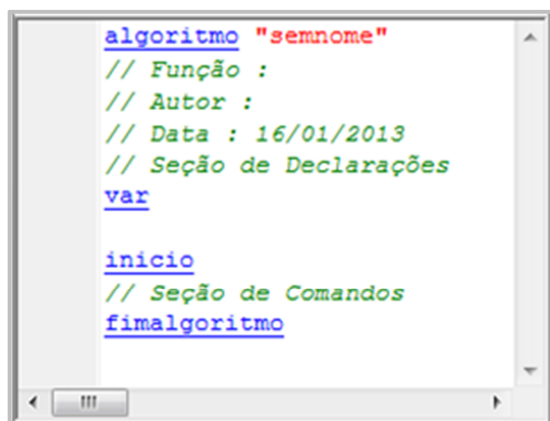 algoritmo "semnome"
// Função :
// Autor :
// Data : 16/01/2013
// Seção de Declarações
var
inicio
// Seção de Comandos
fimalgoritmo